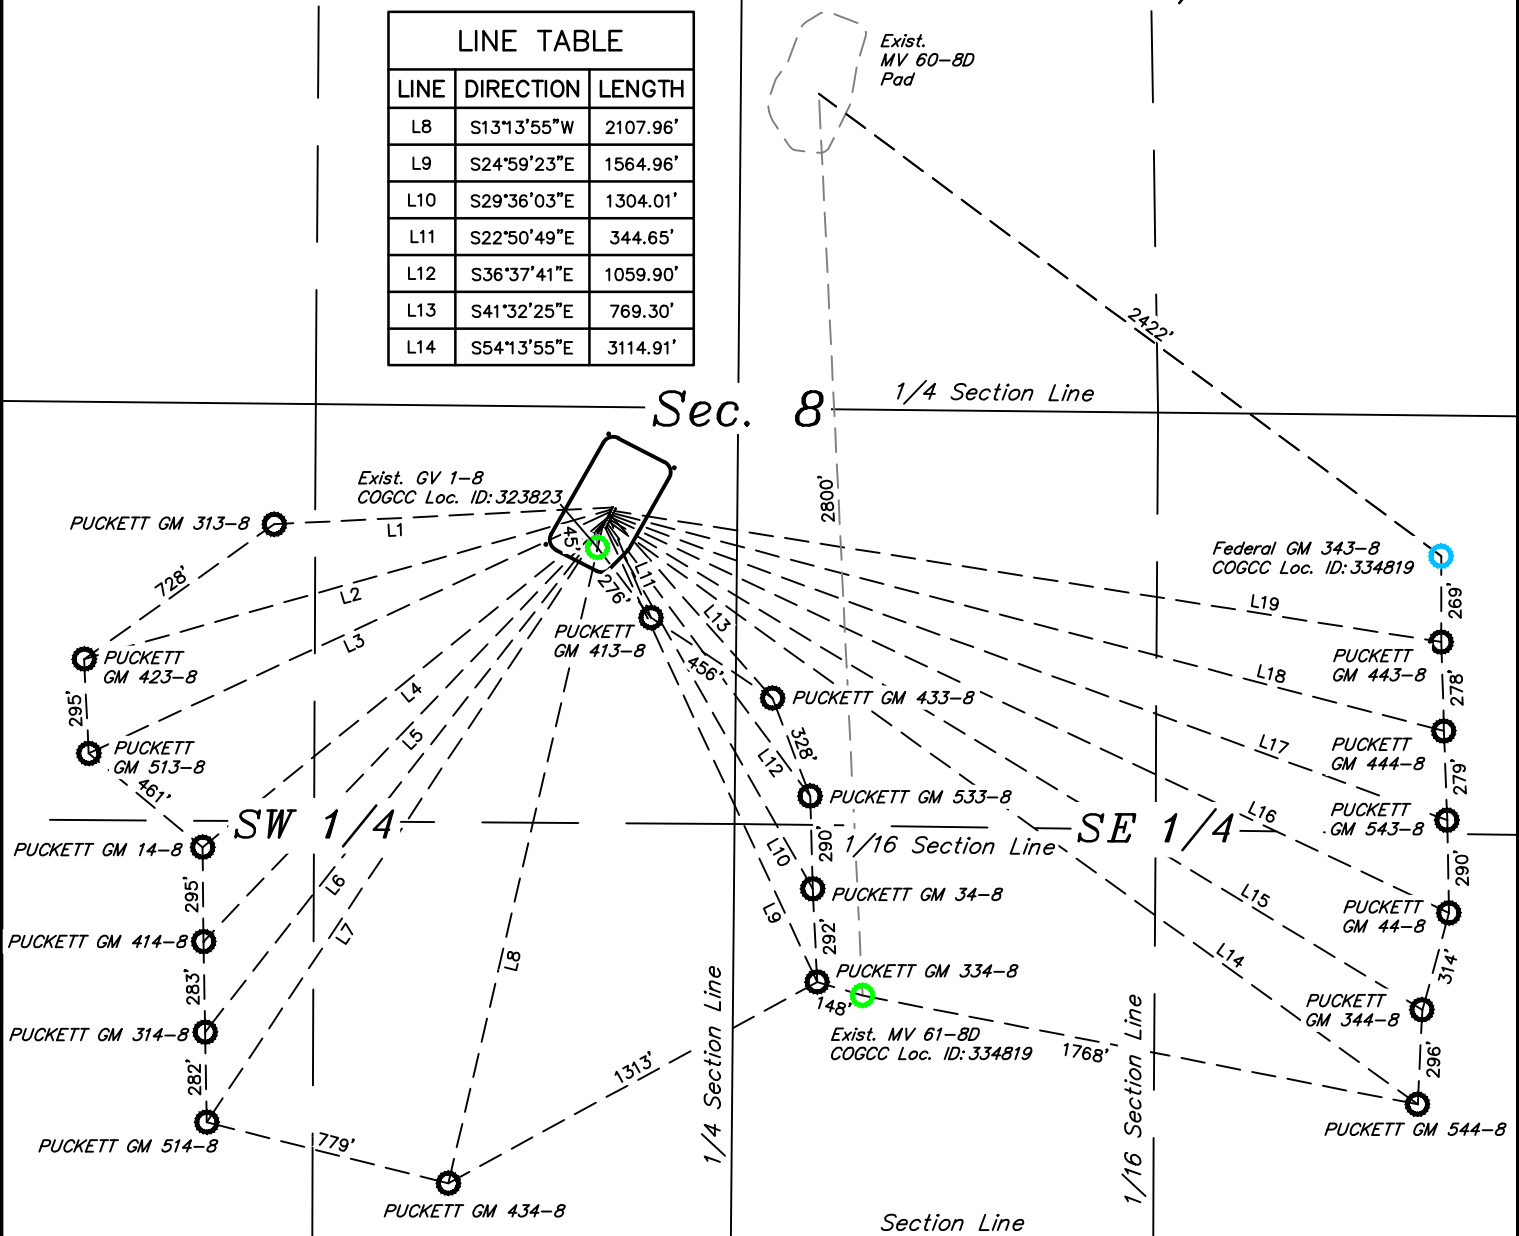 LINE TABLE
LINE DIRECTION LENGTH
L8 S13°13'55"W 2107.96'
L9 S24°59'23"E 1564.96'
L10 S29°36'03"E 1304.01'
L11 S22°50'49"E 344.65'
L12 S36°37'41"E 1059.90'
L13 S41°32'25"E 769.30'
L14 S54°13'55"E 3114.91'
Exist.
MV 60-8D
Pad
2422'
1/4 Section Line
Sec. 8
Exist. GV 1-8
COGCC Loc. ID: 323823
2800'
PUCKETT GM 313-8
L1
45'
Federal GM 343-8
COGCC Loc. ID: 334819
728'
L2
276'
L11
L13
L19
269'
L3
PUCKETT
GM 413-8
PUCKETT
GM 423-8
PUCKETT
GM 443-8
456'
L4
L18
278'
295'
PUCKETT GM 433-8
PUCKETT
GM 513-8
L5
328'
L12
L17
PUCKETT
GM 444-8
461'
279'
PUCKETT GM 533-8
SW 1/4
SE 1/4
L16
PUCKETT
GM 543-8
PUCKETT GM 14-8
L10
290'
1/16 Section Line
290'
295'
L6
L9
PUCKETT GM 34-8
L15
PUCKETT
GM 44-8
PUCKETT GM 414-8
L7
L8
292'
L14
314'
283'
PUCKETT GM 334-8
148'
PUCKETT
GM 344-8
PUCKETT GM 314-8
Exist. MV 61-8D
COGCC Loc. ID: 334819
1768'
296'
282'
1313'
1/4 Section Line
1/16 Section Line
PUCKETT GM 514-8
779'
PUCKETT GM 544-8
PUCKETT GM 434-8
Section Line